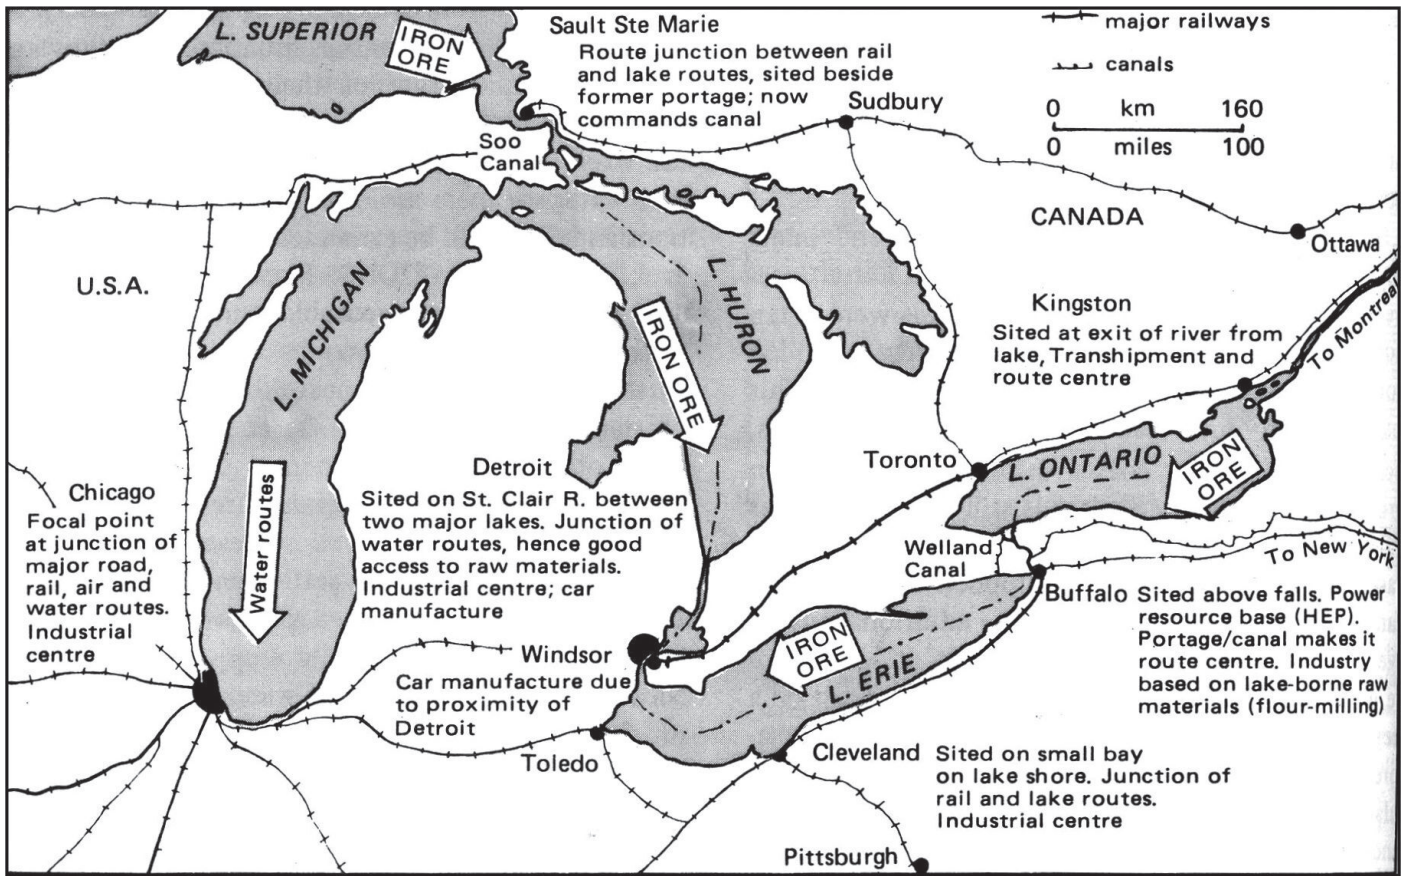 L. SUPERIOR
IRON
ORE
Sault Ste Marie
Route junction between rail
and lake routes, sited beside
former portage; now
commands canal
major railways
canals
0 km 160
0 miles 100
Sudbury
Soo
Canal
CANADA
Ottawa
U.S.A.
L. MICHIGAN
L. HURON
IRON ORE
Kingston
Sited at exit of river from
lake, Transhipment and
route centre
To Montreal
Toronto
L. ONTARIO
IRON
ORE
Chicago
Focal point
at junction of
major road,
rail, air and
water routes.
Industrial
centre
Water routes
Detroit
Sited on St. Clair R. between
two major lakes. Junction of
water routes, hence good
access to raw materials.
Industrial centre; car
manufacture
Welland
Canal
To New York
Buffalo
Sited above falls. Power
resource base (HEP).
Portage/canal makes it
route centre. Industry
based on lake-borne raw
materials (flour-milling)
Windsor
Car manufacture due
to proximity of
Detroit
IRON
ORE
L. ERIE
Toledo
Cleveland
Sited on small bay
on lake shore. Junction of
rail and lake routes.
Industrial centre
Pittsburgh